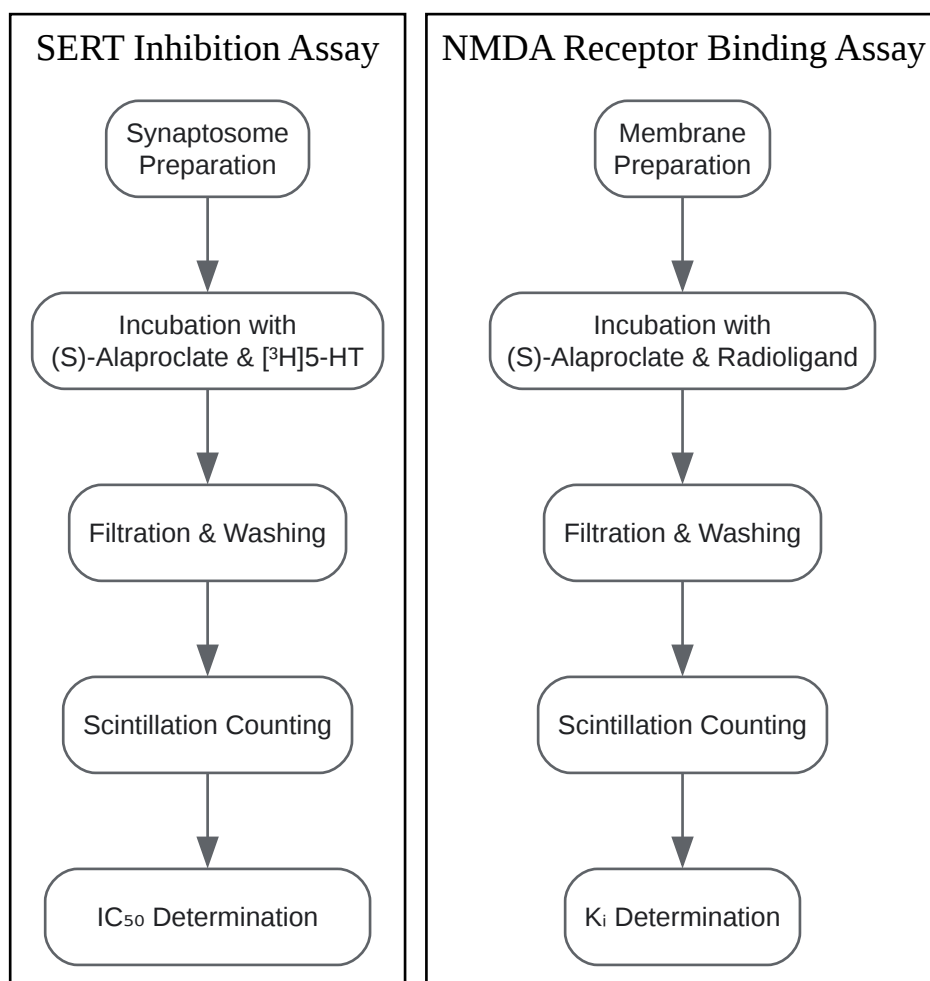 SERT Inhibition Assay
Synaptosome
Preparation
Incubation with
(S)-Alaproclate & [³H]5-HT
Filtration & Washing
Scintillation Counting
IC₅₀ Determination
NMDA Receptor Binding Assay
Membrane
Preparation
Incubation with
(S)-Alaproclate & Radioligand
Filtration & Washing
Scintillation Counting
Kᵢ Determination